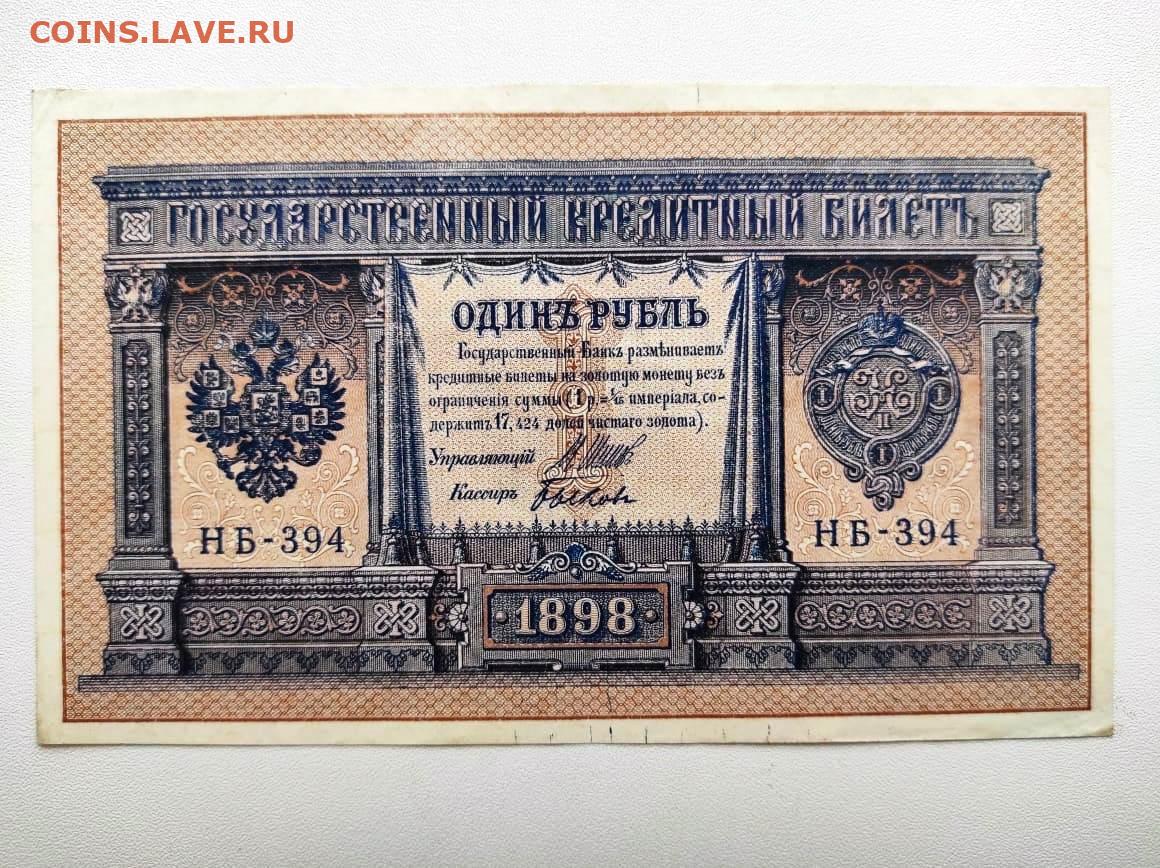 COINS.LAVE.RU
ГОСУДАРСТВЕННЫЙ КРЕДИТНЫЙ БИЛЕТЪ
ОДИНЪ РУБЛЬ
Государственный Банкъ размѣниваетъ
кредитные билеты на золотую монету безъ
ограниченія суммы (1 р. = 1/15 имперіала, со-
держитъ 17,424 долей чистаго золота).
Управляющій
Кассиръ
НБ-394
НБ-394
1898